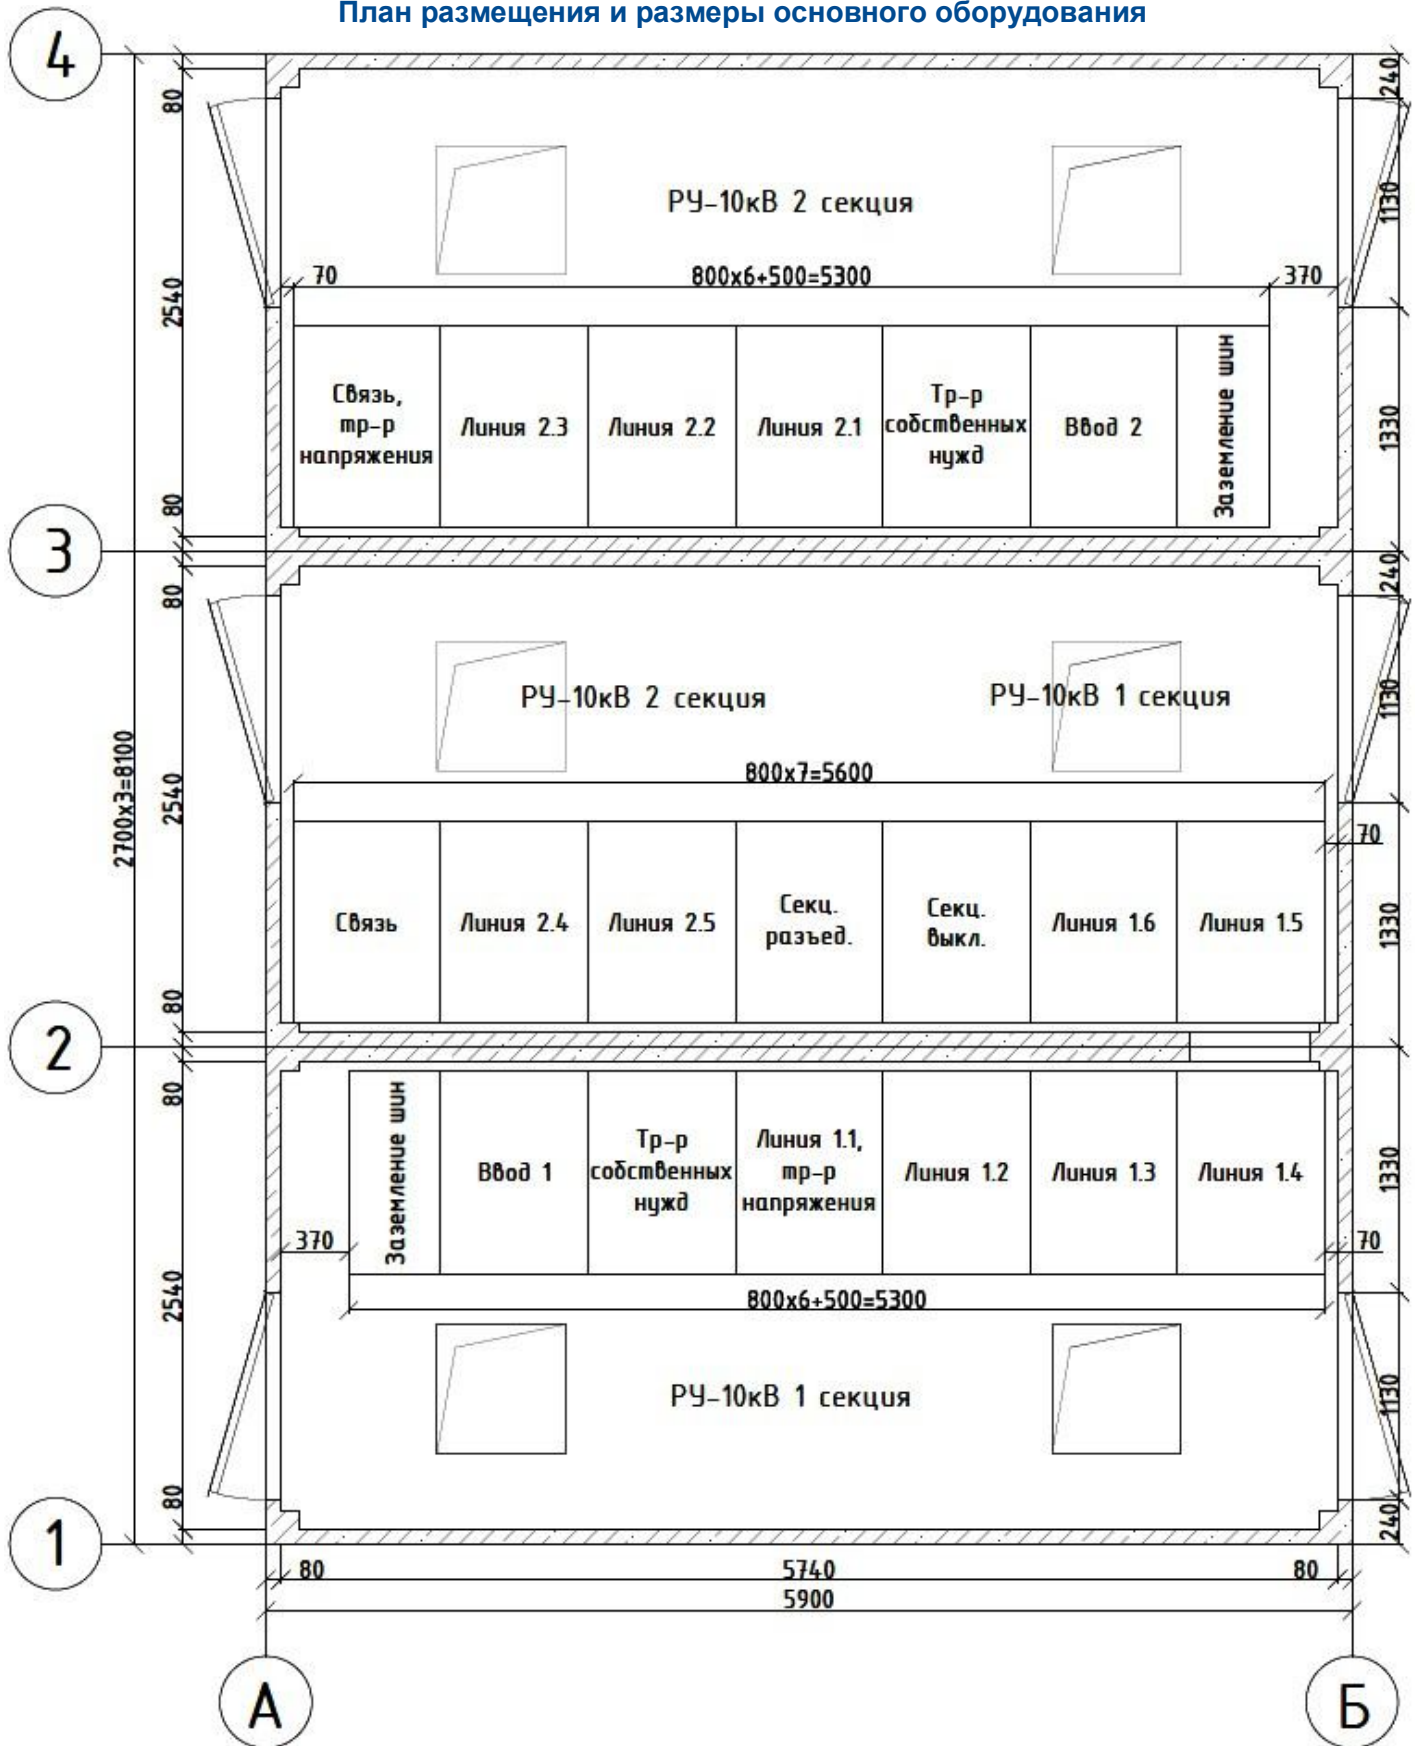 План размещения и размеры основного оборудования
4
80
240
1130
РУ-10кВ 2 секция
70
800х6+500=5300
370
2540
Связь,
тр-р
напряжения
Линия 2.3
Линия 2.2
Линия 2.1
Тр-р
собственных
нужд
Ввод 2
Заземление шин
1330
80
3
80
240
1130
РУ-10кВ 2 секция
РУ-10кВ 1 секция
2700х3=8100
2540
800х7=5600
70
Связь
Линия 2.4
Линия 2.5
Секц.
разъед.
Секц.
выкл.
Линия 1.6
Линия 1.5
1330
80
2
80
Заземление шин
Ввод 1
Тр-р
собственных
нужд
Линия 1.1,
тр-р
напряжения
Линия 1.2
Линия 1.3
Линия 1.4
1330
370
70
2540
800х6+500=5300
РУ-10кВ 1 секция
1130
80
240
1
80
5740
80
5900
А
Б